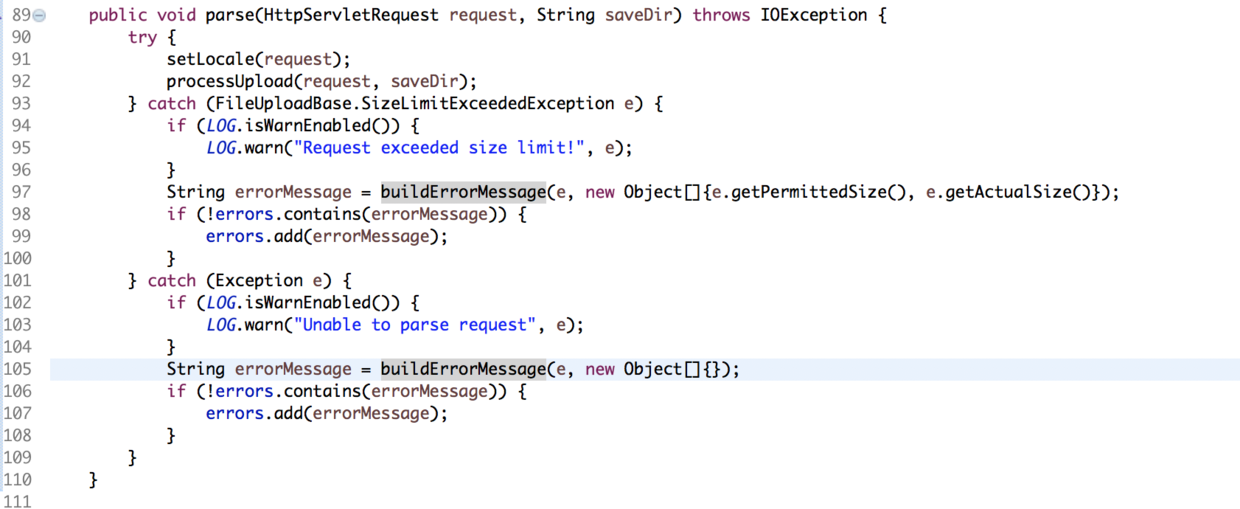 89 public void parse(HttpServletRequest request, String saveDir) throws IOException {
90 try {
91 setLocale(request);
92 processUpload(request, saveDir);
93 } catch (FileUploadBase.SizeLimitExceededException e) {
94 if (LOG.isWarnEnabled()) {
95 LOG.warn("Request exceeded size limit!", e);
96 }
97 String errorMessage = buildErrorMessage(e, new Object[]{e.getPermittedSize(), e.getActualSize()});
98 if (!errors.contains(errorMessage)) {
99 errors.add(errorMessage);
100 }
101 } catch (Exception e) {
102 if (LOG.isWarnEnabled()) {
103 LOG.warn("Unable to parse request", e);
104 }
105 String errorMessage = buildErrorMessage(e, new Object[]{});
106 if (!errors.contains(errorMessage)) {
107 errors.add(errorMessage);
108 }
109 }
110 }
111